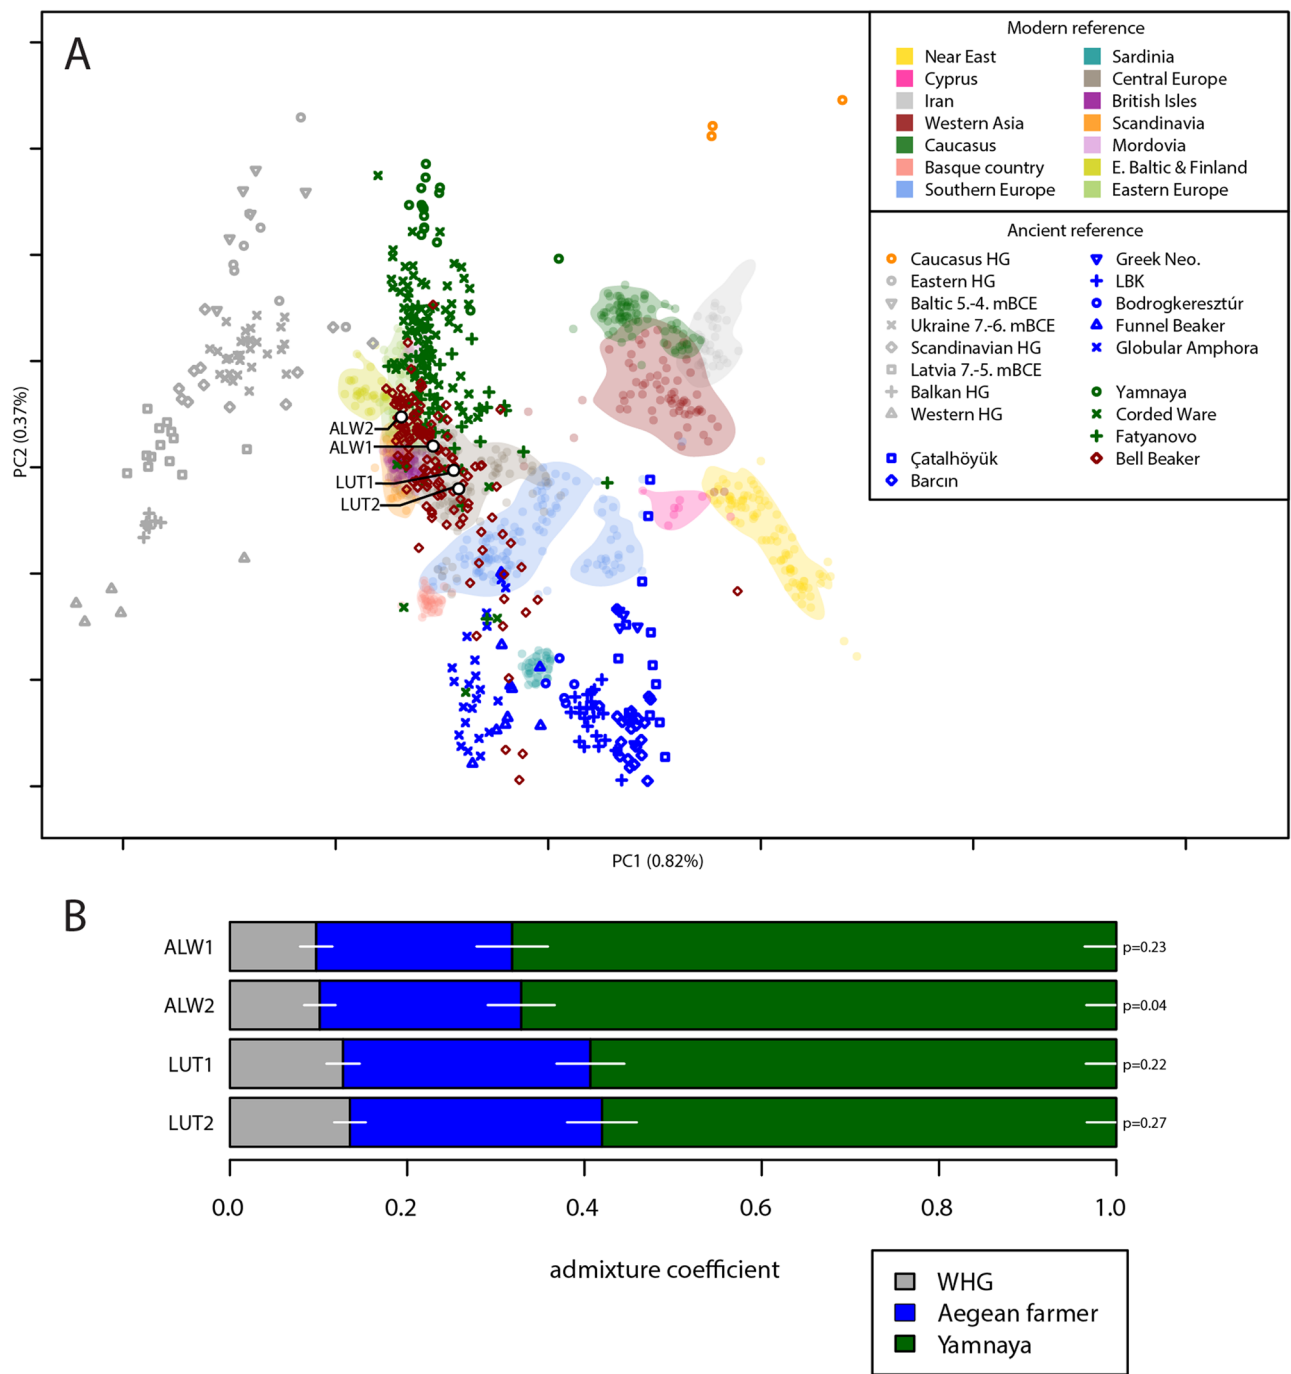 A
Modern reference
Near East
Cyprus
Iran
Western Asia
Caucasus
Basque country
Southern Europe
Sardinia
Central Europe
British Isles
Scandinavia
Mordovia
E. Baltic & Finland
Eastern Europe
Ancient reference
Caucasus HG
Eastern HG
Baltic 5.-4. mBCE
Ukraine 7.-6. mBCE
Scandinavian HG
Latvia 7.-5. mBCE
Balkan HG
Western HG
Çatalhöyük
Barcın
Greek Neo.
LBK
Bodrogkeresztúr
Funnel Beaker
Globular Amphora
Yamnaya
Corded Ware
Fatyanovo
Bell Beaker
ALW2
ALW1
LUT1
LUT2
PC2 (0.37%)
PC1 (0.82%)
B
ALW1
p=0.23
ALW2
p=0.04
LUT1
p=0.22
LUT2
p=0.27
0.0 0.2 0.4 0.6 0.8 1.0
admixture coefficient
WHG
Aegean farmer
Yamnaya